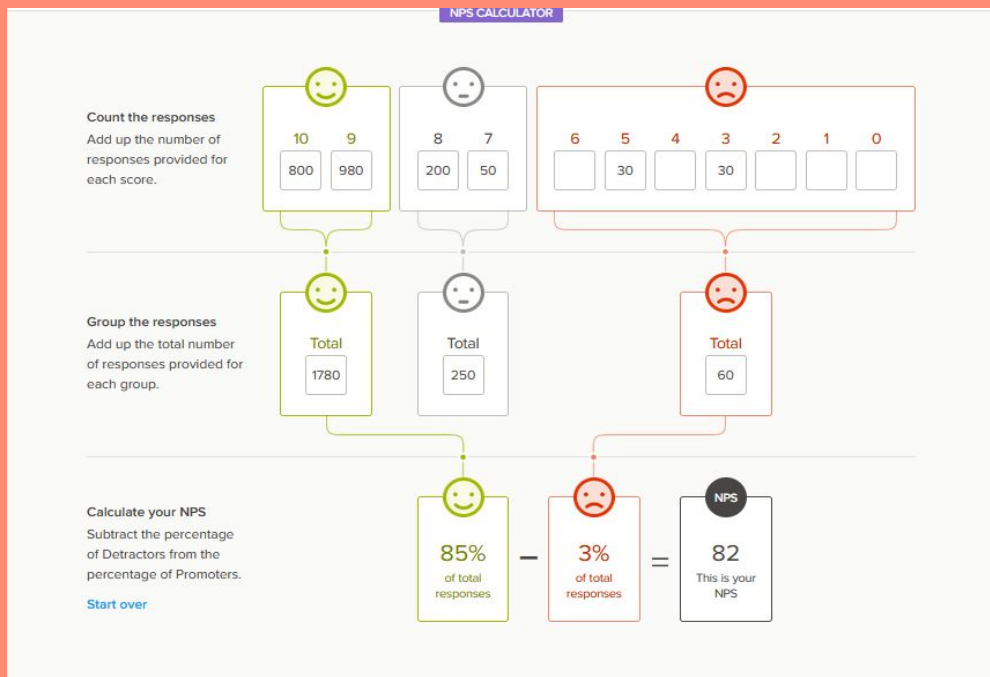 NPS CALCULATOR
Count the responses
Add up the number of
responses provided for
each score.
10 9
800 980
8 7
200 50
6 5 4 3 2 1 0
30 30
Group the responses
Add up the total number
of responses provided for
each group.
Total
1780
Total
250
Total
60
Calculate your NPS
Subtract the percentage
of Detractors from the
percentage of Promoters.
Start over
85%
of total
responses
–
3%
of total
responses
=
NPS
82
This is your
NPS